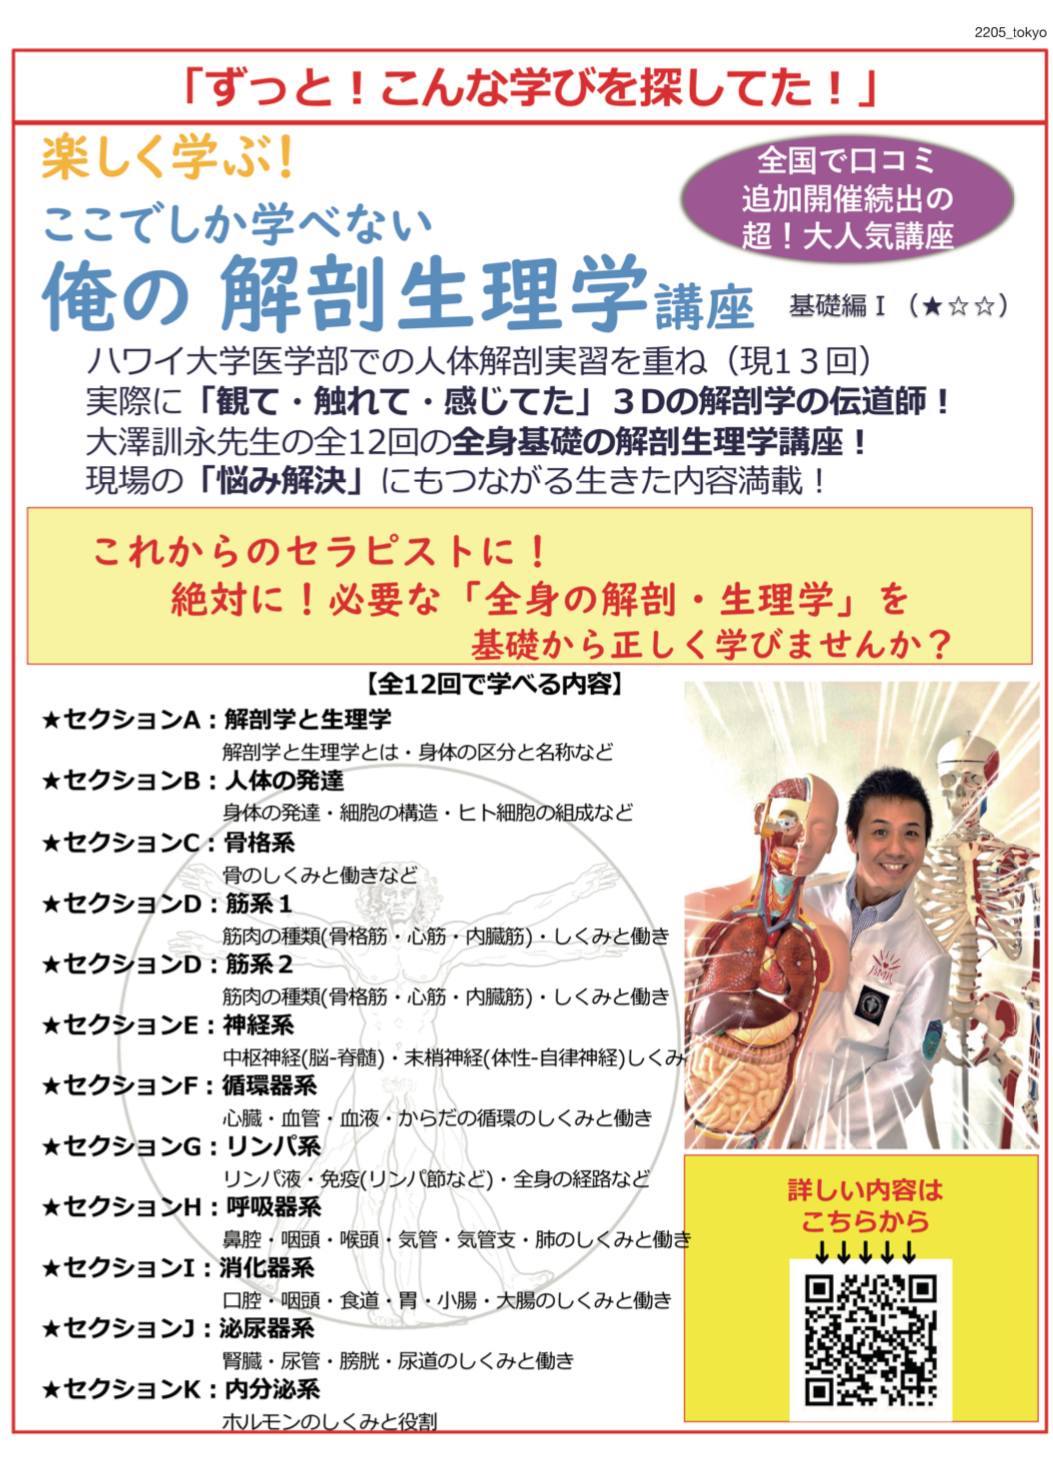 2205_tokyo
「ずっと！こんな学びを探してた！」
楽しく学ぶ！
全国で口コミ
追加開催続出の
超！大人気講座
ここでしか学べない
俺の 解剖生理学講座 基礎編Ⅰ（★☆☆）
ハワイ大学医学部での人体解剖実習を重ね（現１３回）
実際に「観て・触れて・感じてた」３Dの解剖学の伝道師！
大澤訓永先生の全12回の全身基礎の解剖生理学講座！
現場の「悩み解決」にもつながる生きた内容満載！
これからのセラピストに！
絶対に！必要な「全身の解剖・生理学」を
基礎から正しく学びませんか？
【全12回で学べる内容】
★セクションA：解剖学と生理学
解剖学と生理学とは・身体の区分と名称など
★セクションB：人体の発達
身体の発達・細胞の構造・ヒト細胞の組成など
★セクションC：骨格系
骨のしくみと働きなど
★セクションD：筋系１
筋肉の種類(骨格筋・心筋・内臓筋)・しくみと働き
★セクションD：筋系２
筋肉の種類(骨格筋・心筋・内臓筋)・しくみと働き
★セクションE：神経系
中枢神経(脳-脊髄)・末梢神経(体性-自律神経)しくみ
★セクションF：循環器系
心臓・血管・血液・からだの循環のしくみと働き
★セクションG：リンパ系
リンパ液・免疫(リンパ節など)・全身の経路など
★セクションH：呼吸器系
鼻腔・咽頭・喉頭・気管・気管支・肺のしくみと働き
★セクションI：消化器系
口腔・咽頭・食道・胃・小腸・大腸のしくみと働き
★セクションJ：泌尿器系
腎臓・尿管・膀胱・尿道のしくみと働き
★セクションK：内分泌系
ホルモンのしくみと役割
詳しい内容は
こちらから
↓↓↓↓↓